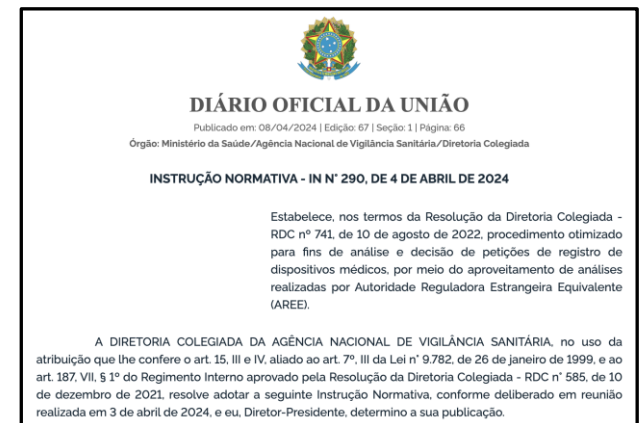 DIÁRIO OFICIAL DA UNIÃO
Publicado em: 08/04/2024 | Edição: 67 | Seção: 1 | Página: 66
Órgão: Ministério da Saúde/Agência Nacional de Vigilância Sanitária/Diretoria Colegiada
INSTRUÇÃO NORMATIVA - IN N° 290, DE 4 DE ABRIL DE 2024
Estabelece, nos termos da Resolução da Diretoria Colegiada -
RDC nº 741, de 10 de agosto de 2022, procedimento otimizado
para fins de análise e decisão de petições de registro de
dispositivos médicos, por meio do aproveitamento de análises
realizadas por Autoridade Reguladora Estrangeira Equivalente
(AREE).
A DIRETORIA COLEGIADA DA AGÊNCIA NACIONAL DE VIGILÂNCIA SANITÁRIA, no uso da
atribuição que lhe confere o art. 15, III e IV, aliado ao art. 7º, III da Lei n° 9.782, de 26 de janeiro de 1999, e ao
art. 187, VII, § 1º do Regimento Interno aprovado pela Resolução da Diretoria Colegiada - RDC n° 585, de 10
de dezembro de 2021, resolve adotar a seguinte Instrução Normativa, conforme deliberado em reunião
realizada em 3 de abril de 2024, e eu, Diretor-Presidente, determino a sua publicação.